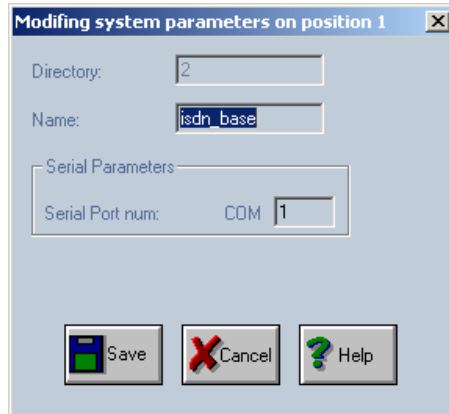 Modifing system parameters on position 1
Directory: 2
Name: isdn_base
Serial Parameters
Serial Port num: COM 1
Save Cancel Help